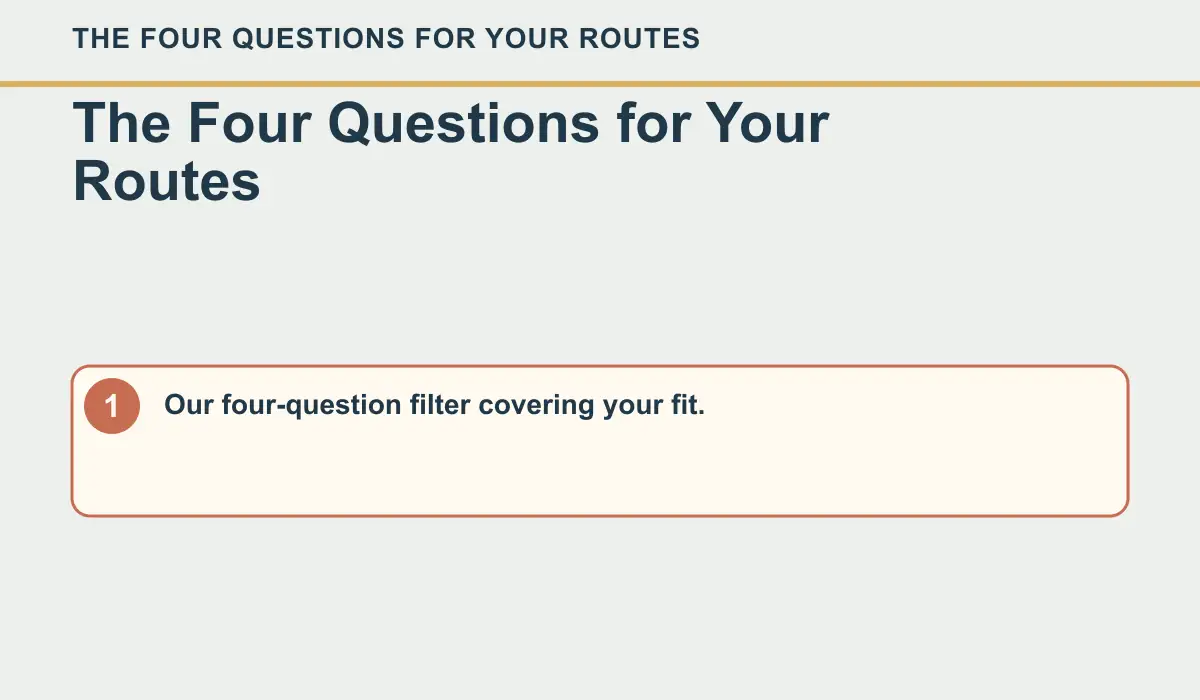 THE FOUR QUESTIONS FOR YOUR ROUTES
The Four Questions for Your
Routes
1
Our four-question filter covering your fit.